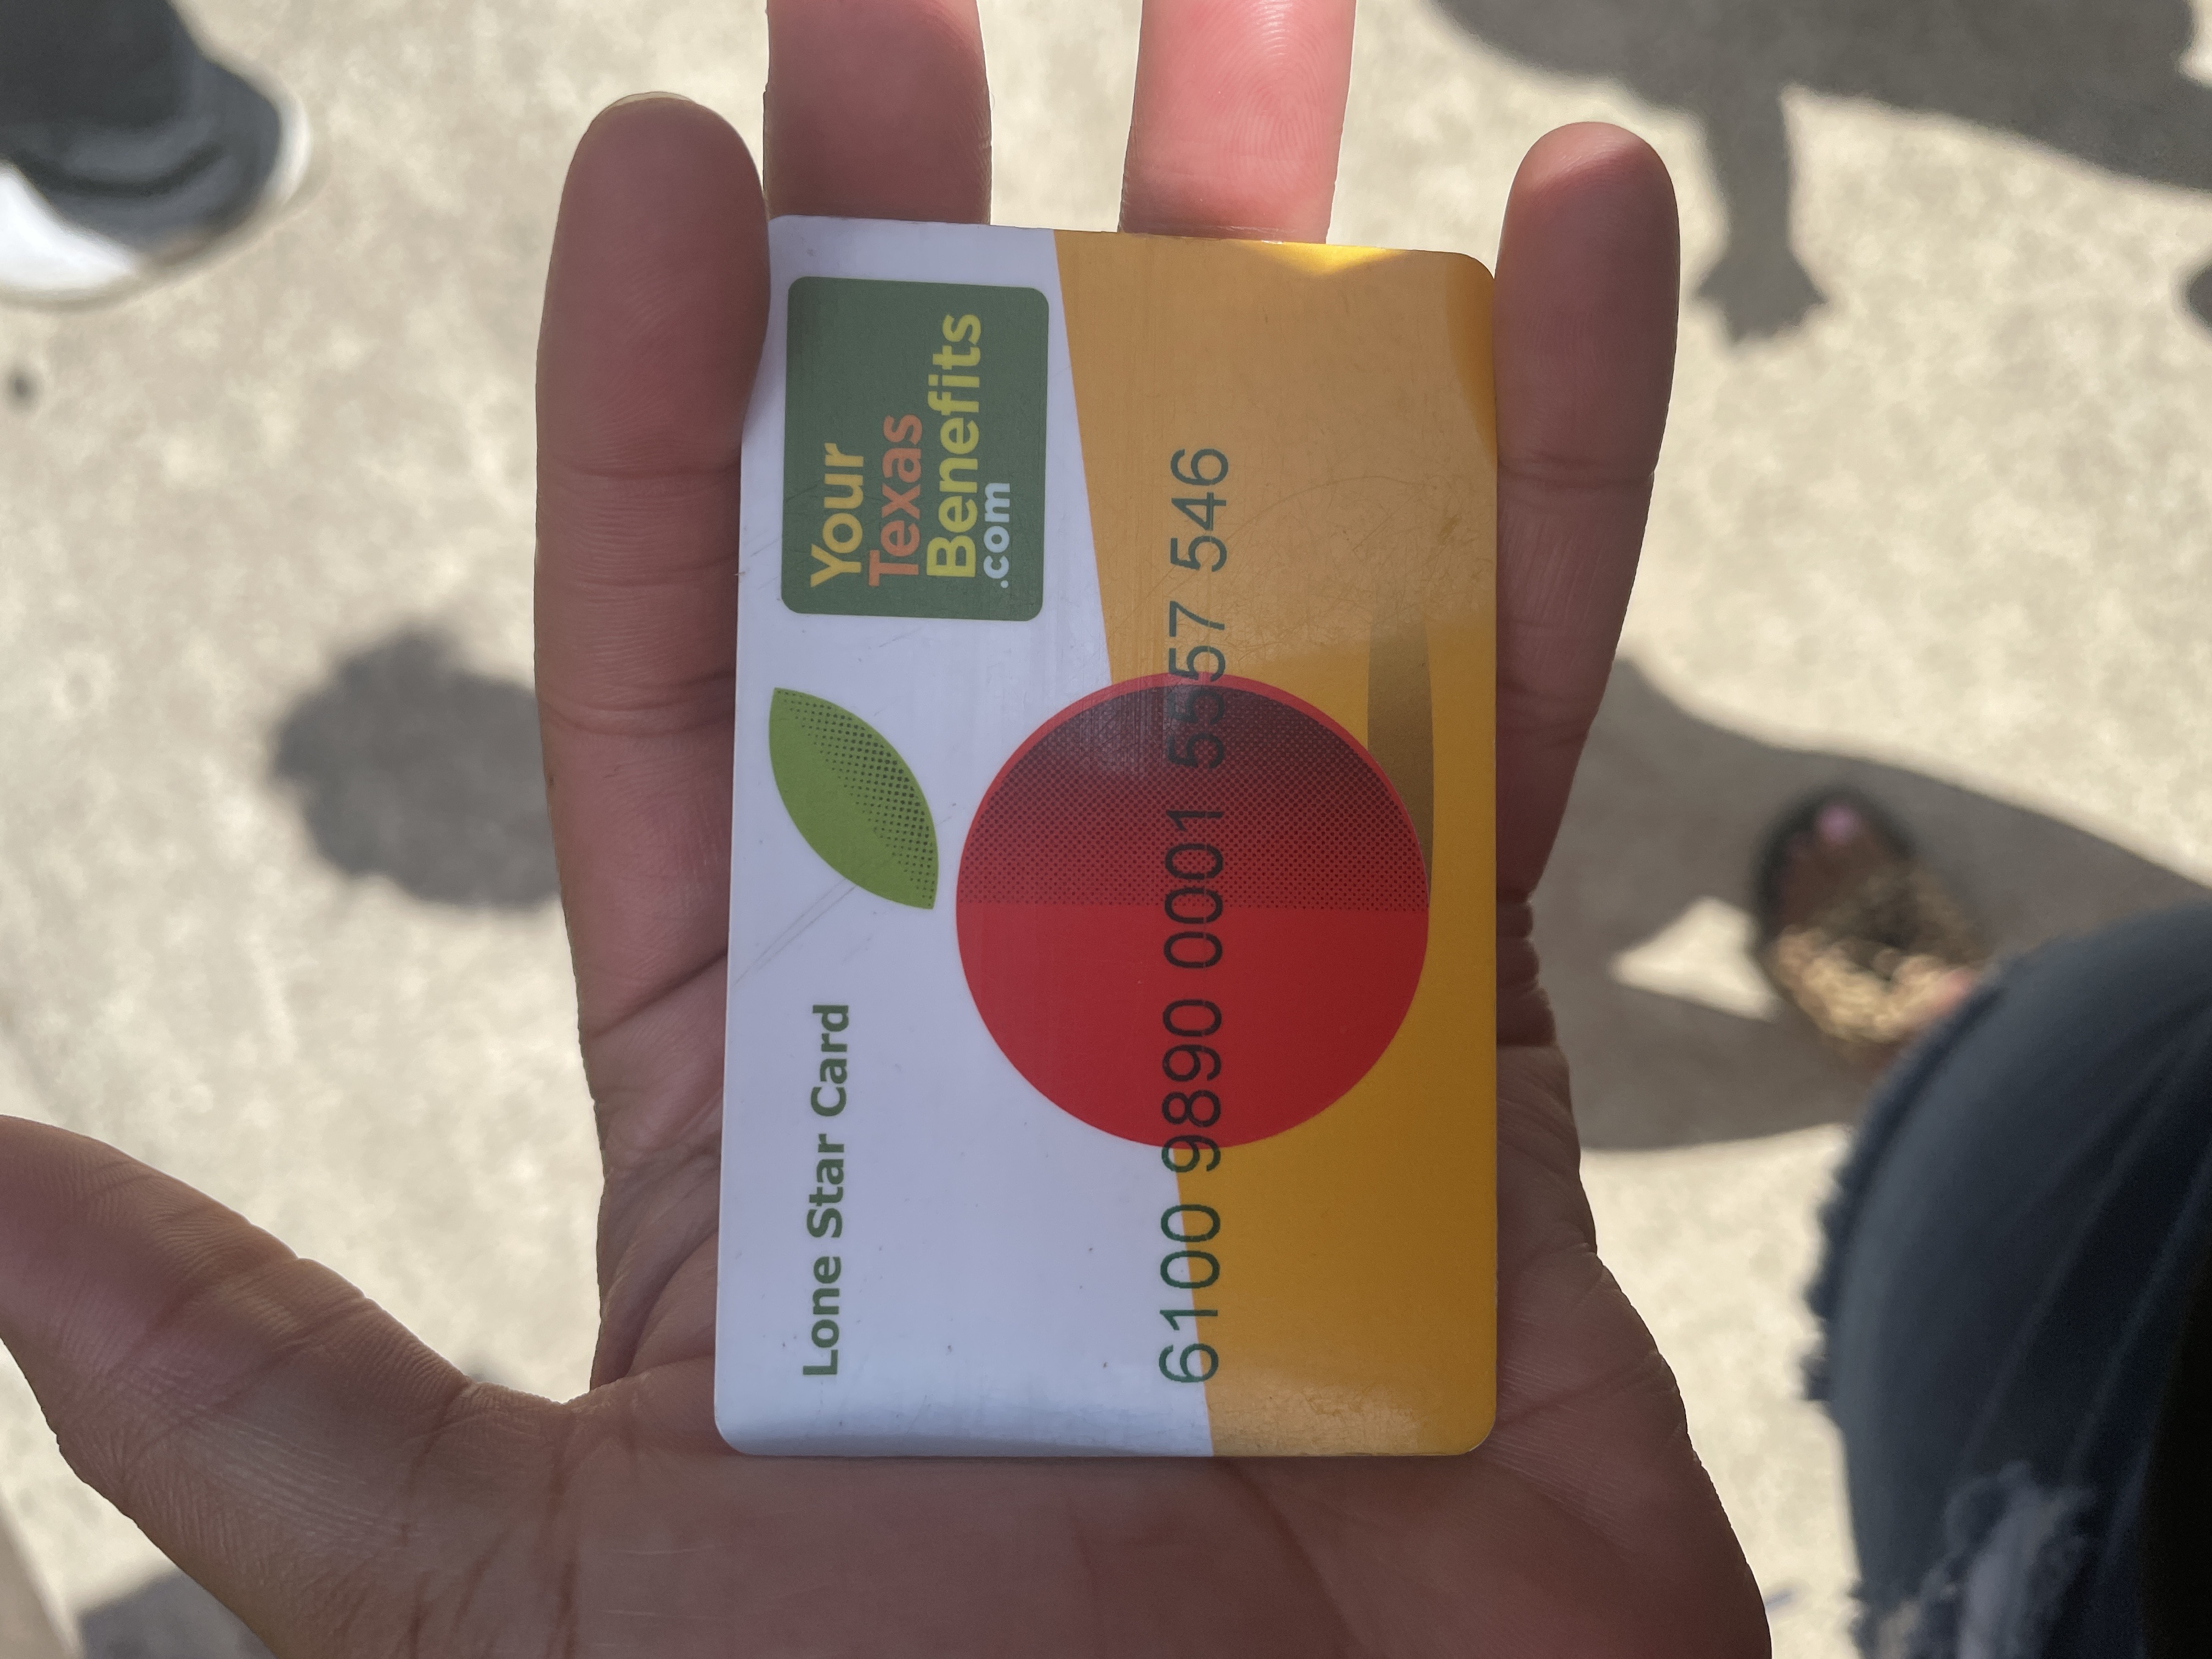 Lone Star Card
Your
Texas
Benefits
.com
6100 9890 0001 5557 546